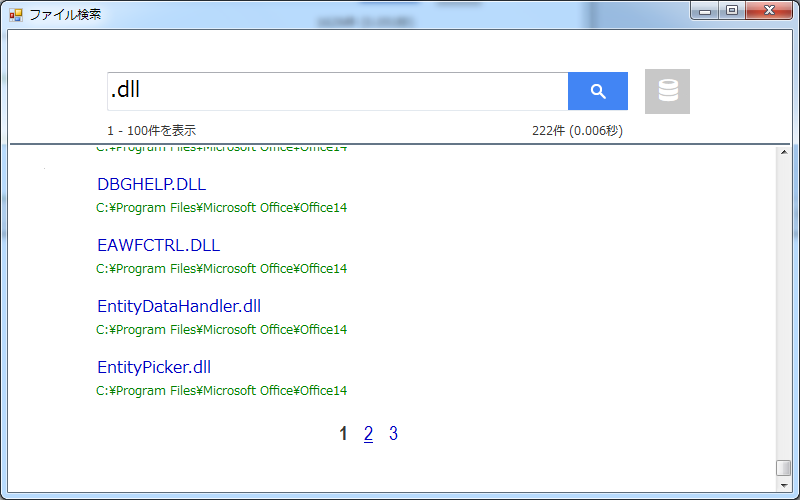 ファイル検索
.dll
1 - 100件を表示
222件 (0.006秒)
C:¥Program Files¥Microsoft Office¥Office14
DBGHELP.DLL
C:¥Program Files¥Microsoft Office¥Office14
EAWFCTRL.DLL
C:¥Program Files¥Microsoft Office¥Office14
EntityDataHandler.dll
C:¥Program Files¥Microsoft Office¥Office14
EntityPicker.dll
C:¥Program Files¥Microsoft Office¥Office14
1 2 3